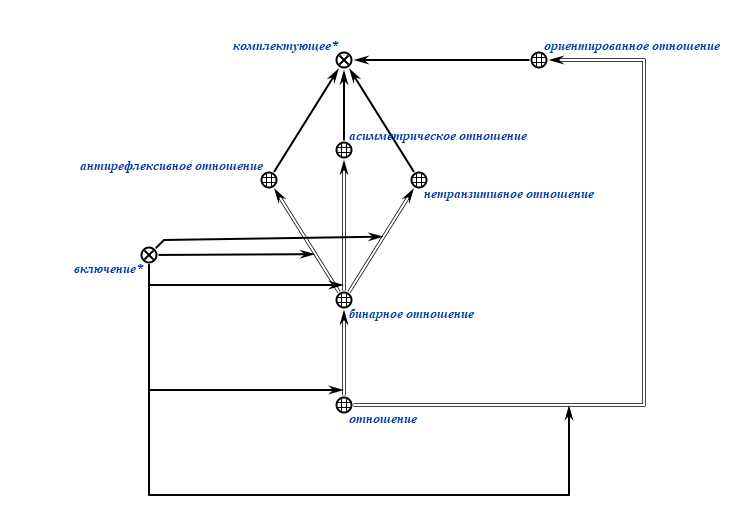 комплектующее*
ориентированное отношение
асимметрическое отношение
антирефлексивное отношение
нетранзитивное отношение
включение*
бинарное отношение
отношение